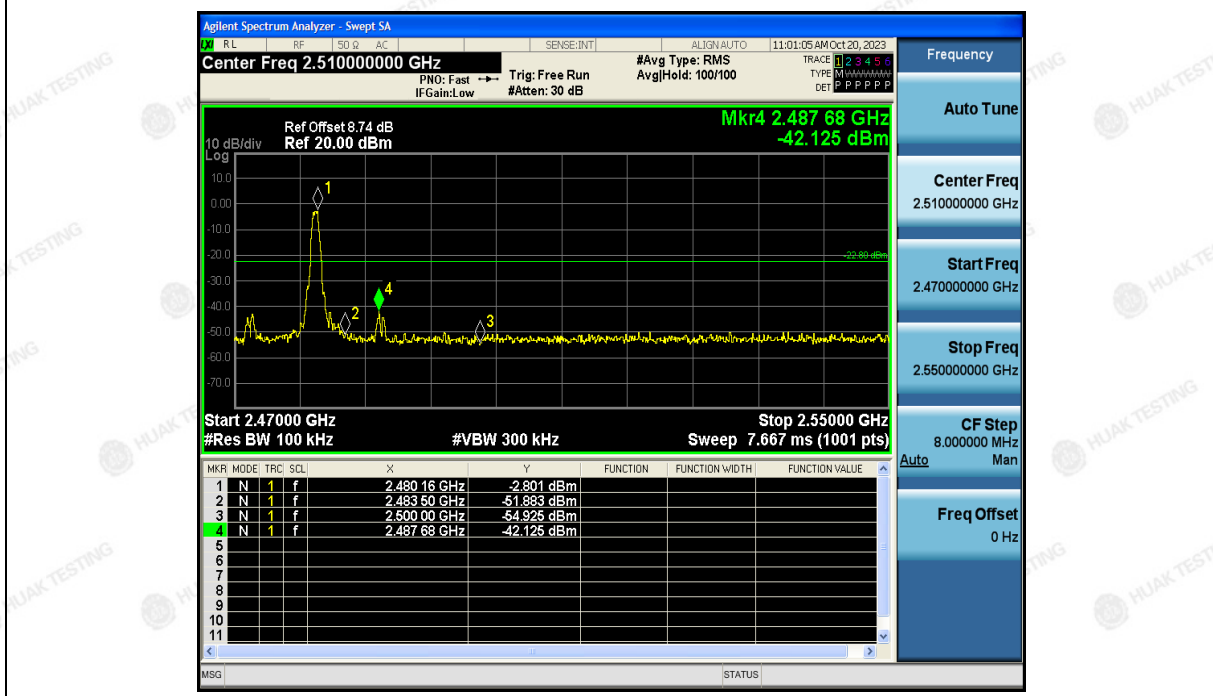 Agilent Spectrum Analyzer - Swept SA
LXI RL RF 50 Ω AC SENSE:INT ALIGNAUTO 11:01:05 AM Oct 20, 2023
Center Freq 2.510000000 GHz
PNO: Fast
IFGain:Low
Trig: Free Run
#Atten: 30 dB
#Avg Type: RMS
Avg|Hold: 100/100
TRACE 1 2 3 4 5 6
TYPE M W W W W W
DET P P P P P P
Mkr4 2.487 68 GHz
-42.125 dBm
Ref Offset 8.74 dB
10 dB/div Ref 20.00 dBm
Log
10.0
0.00
-10.0
-20.0
-30.0
-40.0
-50.0
-60.0
-70.0
1
2
3
4
-22.80 dBm
Start 2.47000 GHz Stop 2.55000 GHz
#Res BW 100 kHz #VBW 300 kHz Sweep 7.667 ms (1001 pts)
MKR MODE TRC SCL X Y FUNCTION FUNCTION WIDTH FUNCTION VALUE
1 N 1 f 2.480 16 GHz -2.801 dBm
2 N 1 f 2.483 50 GHz -51.883 dBm
3 N 1 f 2.500 00 GHz -54.925 dBm
4 N 1 f 2.487 68 GHz -42.125 dBm
5
6
7
8
9
10
11
MSG STATUS
Frequency
Auto Tune
Center Freq
2.510000000 GHz
Start Freq
2.470000000 GHz
Stop Freq
2.550000000 GHz
CF Step
8.000000 MHz
Auto Man
Freq Offset
0 Hz
HUAK TESTING
HUAK TESTING
HUAK TESTING
HUAK TESTING